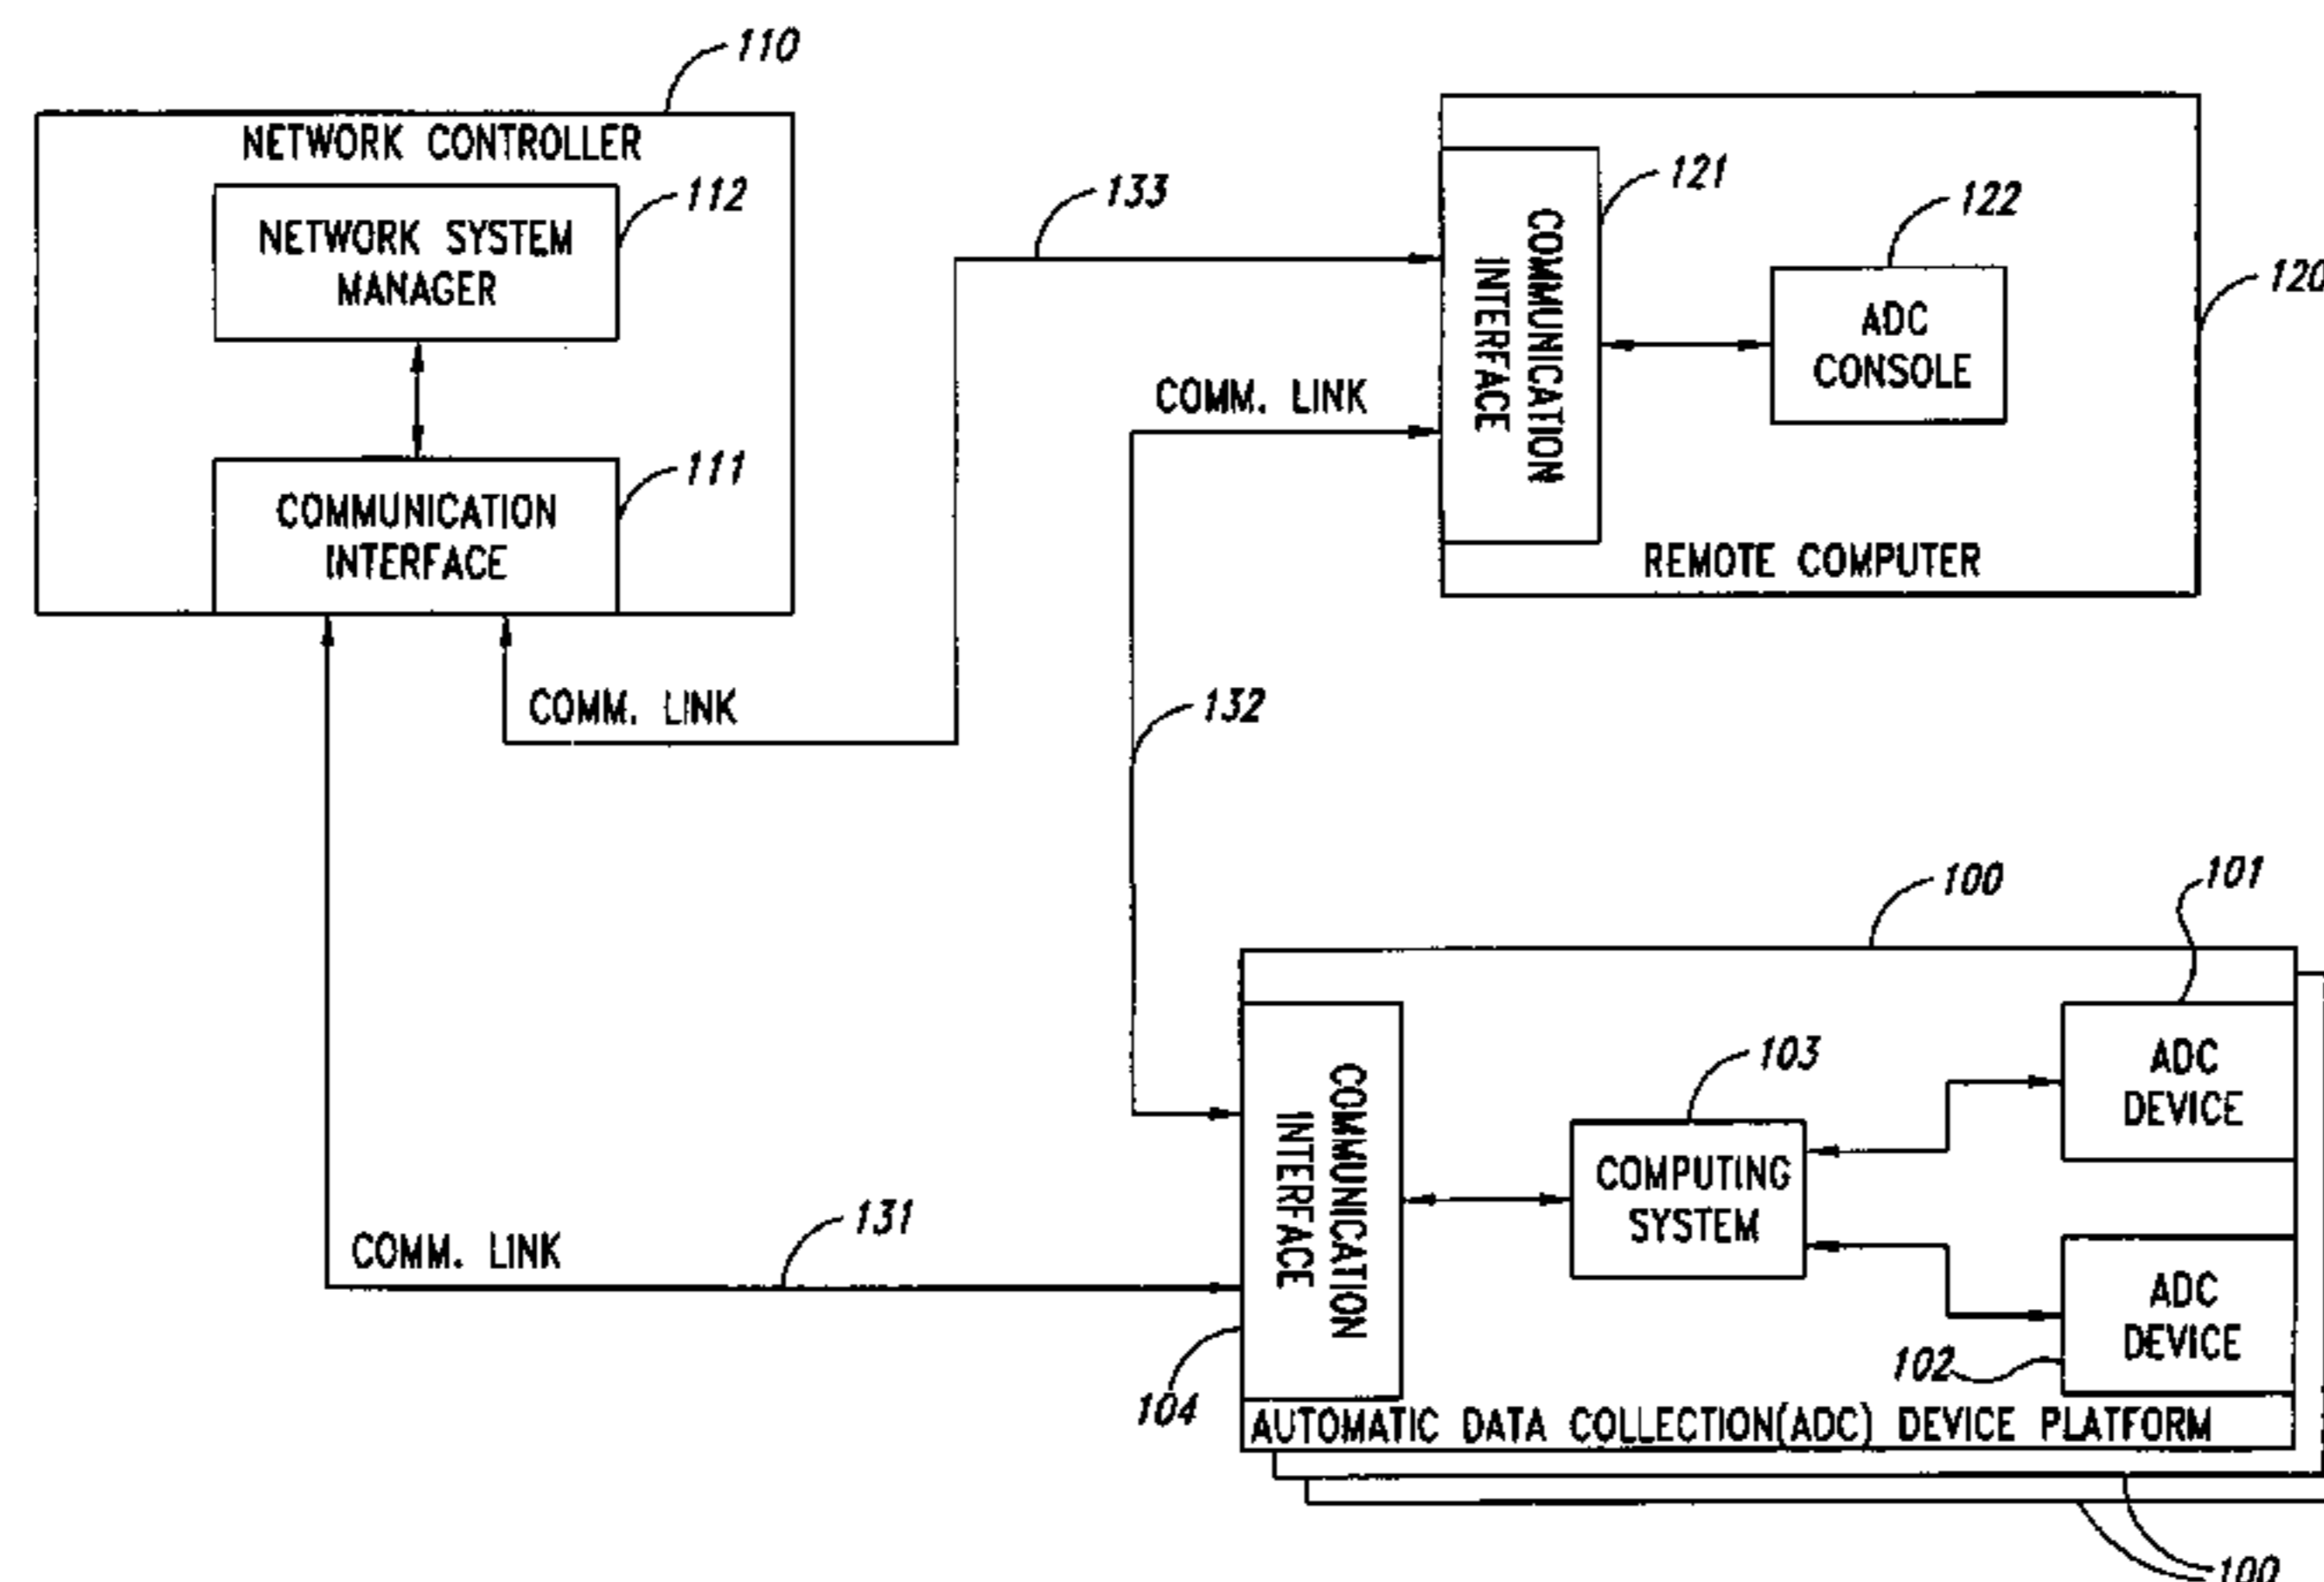 110
NETWORK CONTROLLER
112
NETWORK SYSTEM
MANAGER
111
COMMUNICATION
INTERFACE
133
COMM. LINK
121
COMMUNICATION
INTERFACE
122
ADC
CONSOLE
120
REMOTE COMPUTER
COMM. LINK
132
100
101
103
ADC
DEVICE
COMMUNICATION
INTERFACE
COMPUTING
SYSTEM
131
COMM. LINK
ADC
DEVICE
102
104
AUTOMATIC DATA COLLECTION(ADC) DEVICE PLATFORM
100